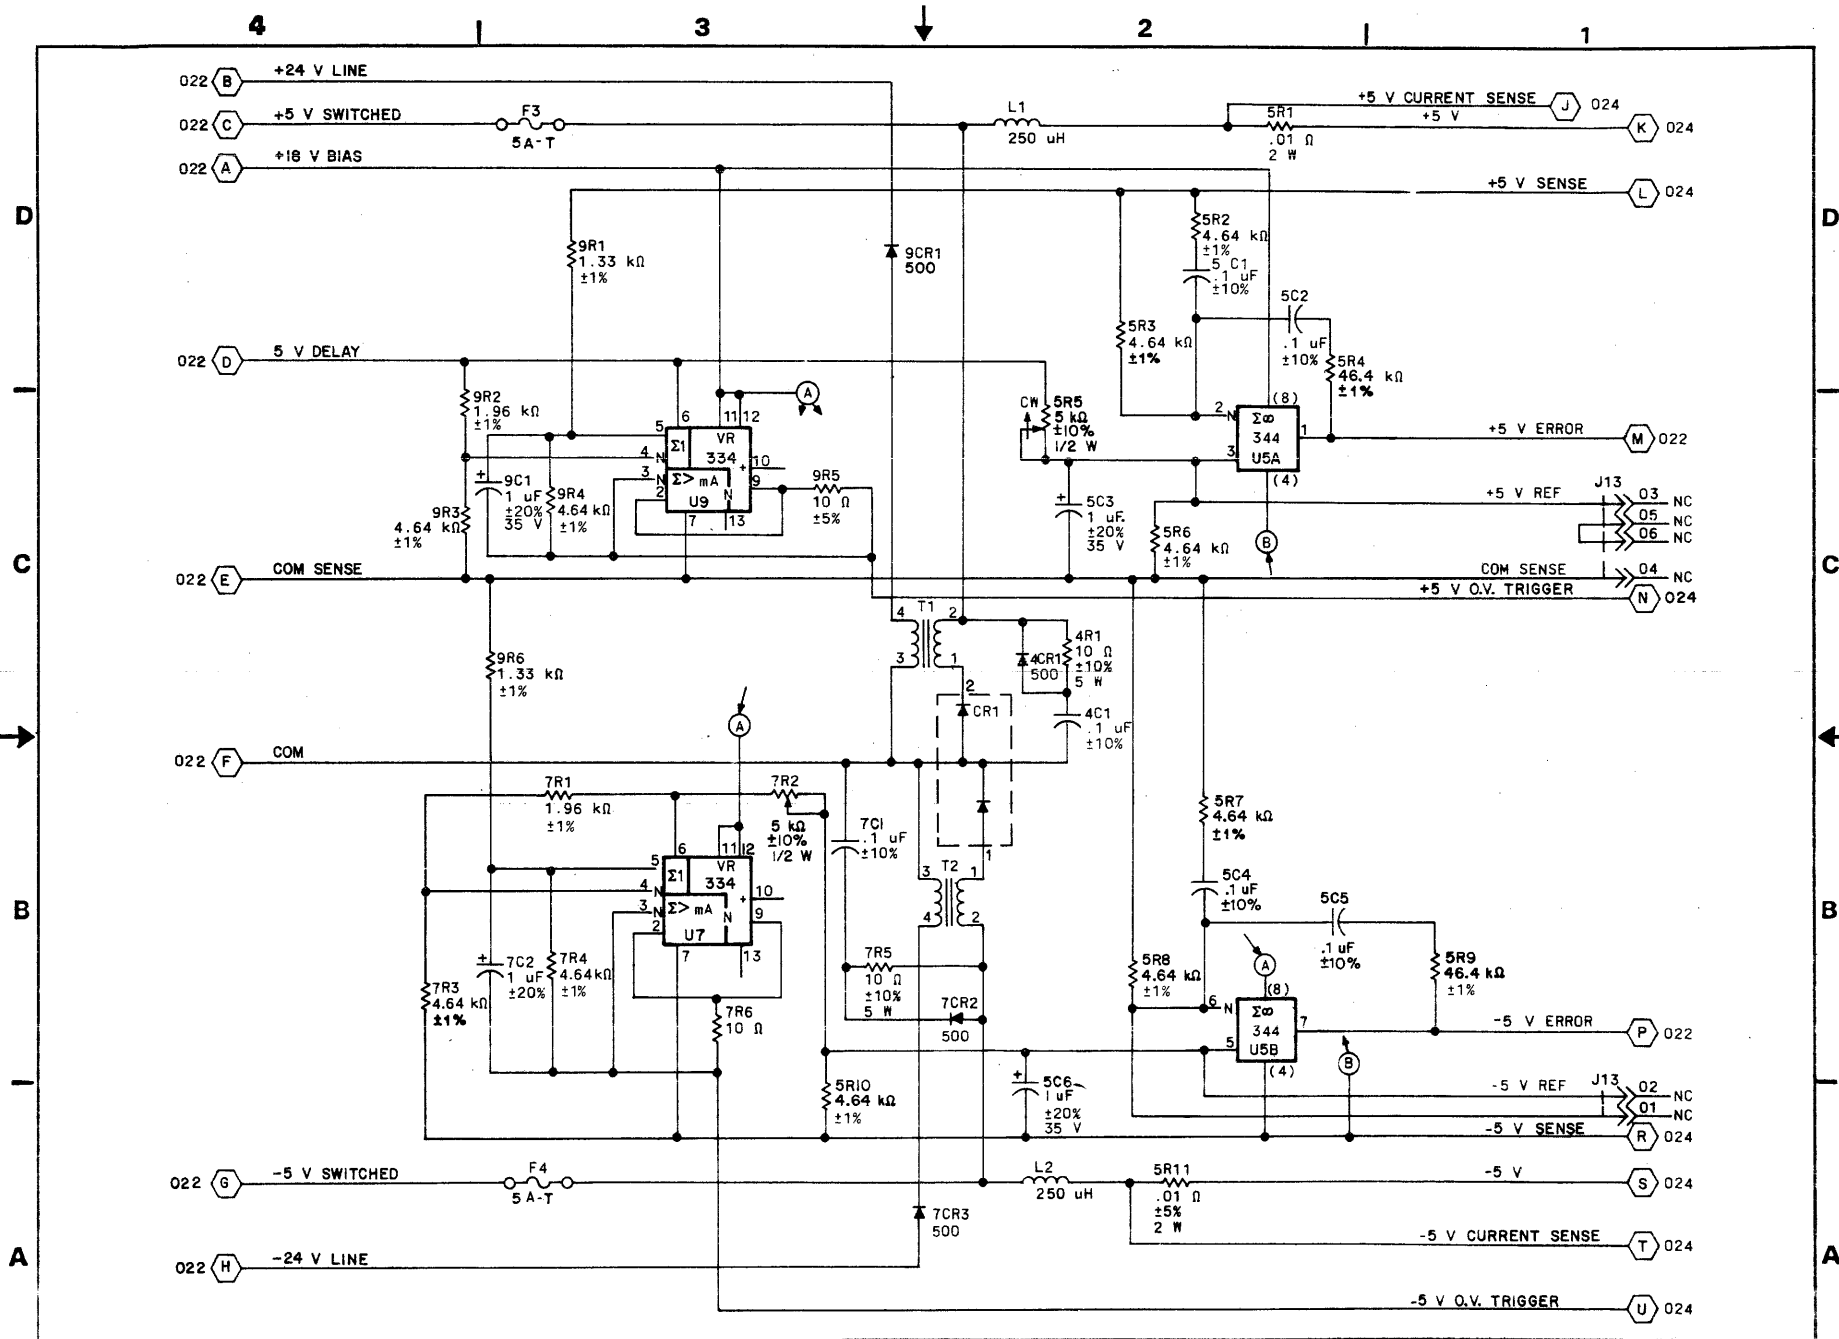 4 3 2 1
022 B +24 V LINE
022 C +5 V SWITCHED
F3
5A-T
L1
250 uH
+5 V CURRENT SENSE J 024
5R1
.01 Ω
2 W
+5 V K 024
022 A +18 V BIAS
+5 V SENSE L 024
D D
9R1
1.33 kΩ
±1%
9CR1
500
5R2
4.64 kΩ
±1%
5C1
.1 uF
±10%
5C2
.1 uF
±10%
5R3
4.64 kΩ
±1%
5R4
46.4 kΩ
±1%
022 D 5 V DELAY
9R2
1.96 kΩ
±1%
A
6 11 12
5 Σ1 VR
4 N 334
+ 10
3 N Σ> mA
2 N 9
U9
7 13
9R5
10 Ω
±5%
CW
5R5
5 kΩ
±10%
1/2 W
(8)
2 N Σ∞
344 1
3 U5A
(4)
+5 V ERROR M 022
9C1
1 uF
±20%
35 V
9R4
4.64 kΩ
±1%
9R3
4.64 kΩ
±1%
5C3
1 uF.
±20%
35 V
5R6
4.64 kΩ
±1%
B
+5 V REF J13 03 NC
05 NC
06 NC
C C
022 E COM SENSE
COM SENSE 04 NC
+5 V O.V. TRIGGER N 024
T1
4 2
3 1
4CR1
500
4R1
10 Ω
±10%
5 W
9R6
1.33 kΩ
±1%
2
CR1
4C1
.1 uF
±10%
A
022 F COM
7R1
1.96 kΩ
±1%
7R2
5 kΩ
±10%
1/2 W
7C1
.1 uF
±10%
5R7
4.64 kΩ
±1%
1
6 11 12
5 Σ1 VR
4 N 334
+ 10
3 N Σ> mA
2 N 9
U7
7 13
T2
3 1
4 2
5C4
.1 uF
±10%
5C5
.1 uF
±10%
B B
7R3
4.64 kΩ
±1%
7C2
1 uF
±20%
7R4
4.64kΩ
±1%
7R6
10 Ω
7R5
10 Ω
±10%
5 W
7CR2
500
5R8
4.64 kΩ
±1%
A
5R9
46.4 kΩ
±1%
(8)
6 N Σ∞
344 7
5 U5B
(4)
-5 V ERROR P 022
B
5R10
4.64 kΩ
±1%
5C6
1 uF
±20%
35 V
-5 V REF J13 02 NC
01 NC
-5 V SENSE R 024
022 G -5 V SWITCHED
F4
5 A-T
L2
250 uH
5R11
.01 Ω
±5%
2 W
-5 V S 024
7CR3
500
-5 V CURRENT SENSE T 024
A A
022 H -24 V LINE
-5 V O.V. TRIGGER U 024